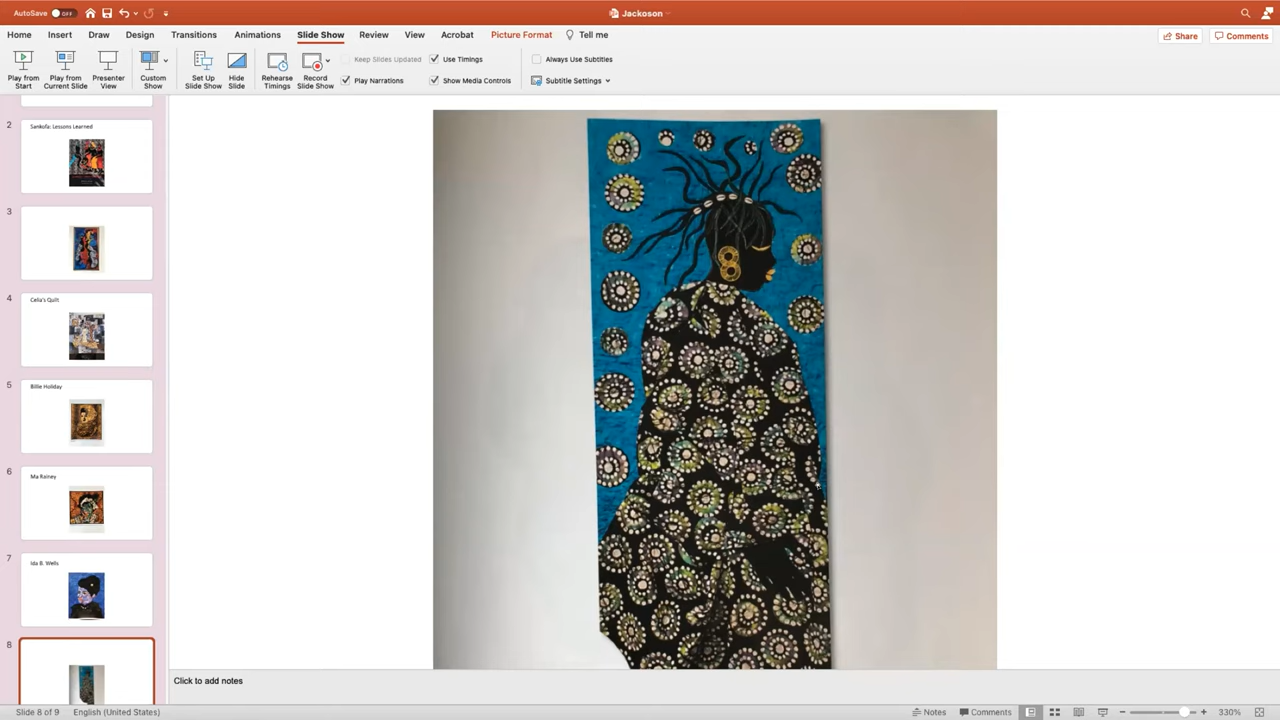 AutoSave OFF
Jackoson
Home Insert Draw Design Transitions Animations Slide Show Review View Acrobat Picture Format Tell me
Share Comments
Play from Start
Play from Current Slide
Presenter View
Custom Show
Set Up Slide Show
Hide Slide
Rehearse Timings
Record Slide Show
Keep Slides Updated
Play Narrations
Use Timings
Show Media Controls
Always Use Subtitles
Subtitle Settings
2
Sankofa: Lessons Learned
3
4
Celia's Quilt
5
Billie Holiday
6
Ma Rainey
7
Ida B. Wells
8
Click to add notes
Slide 8 of 9 English (United States) Notes Comments 330%